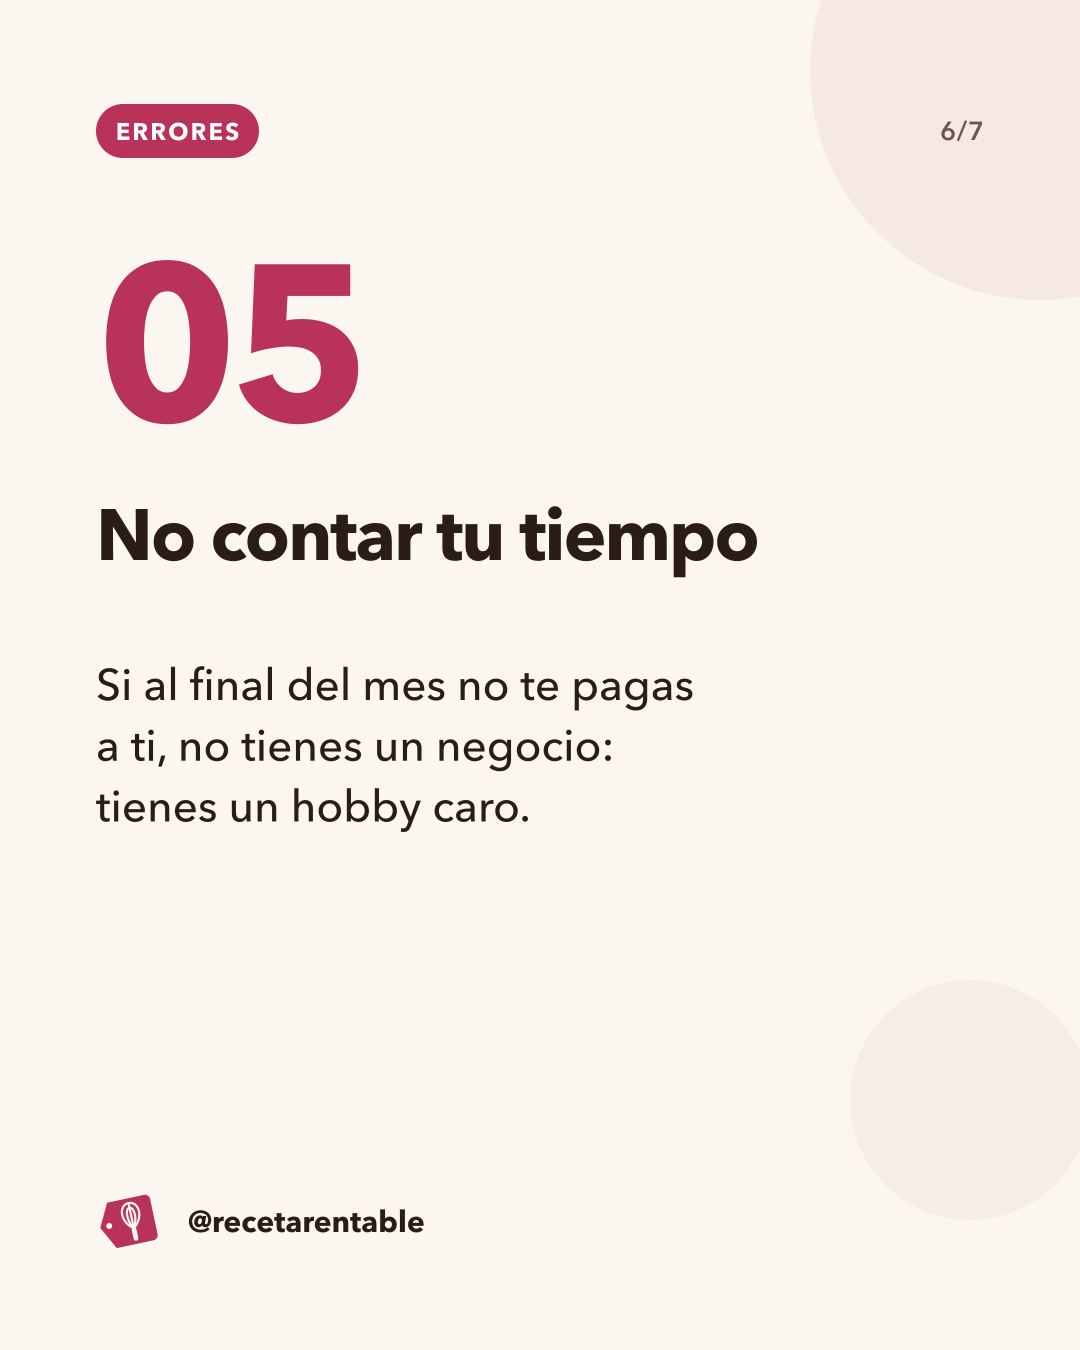 ERRORES
6/7
05
No contar tu tiempo
Si al final del mes no te pagas
a ti, no tienes un negocio:
tienes un hobby caro.
@recetarentable